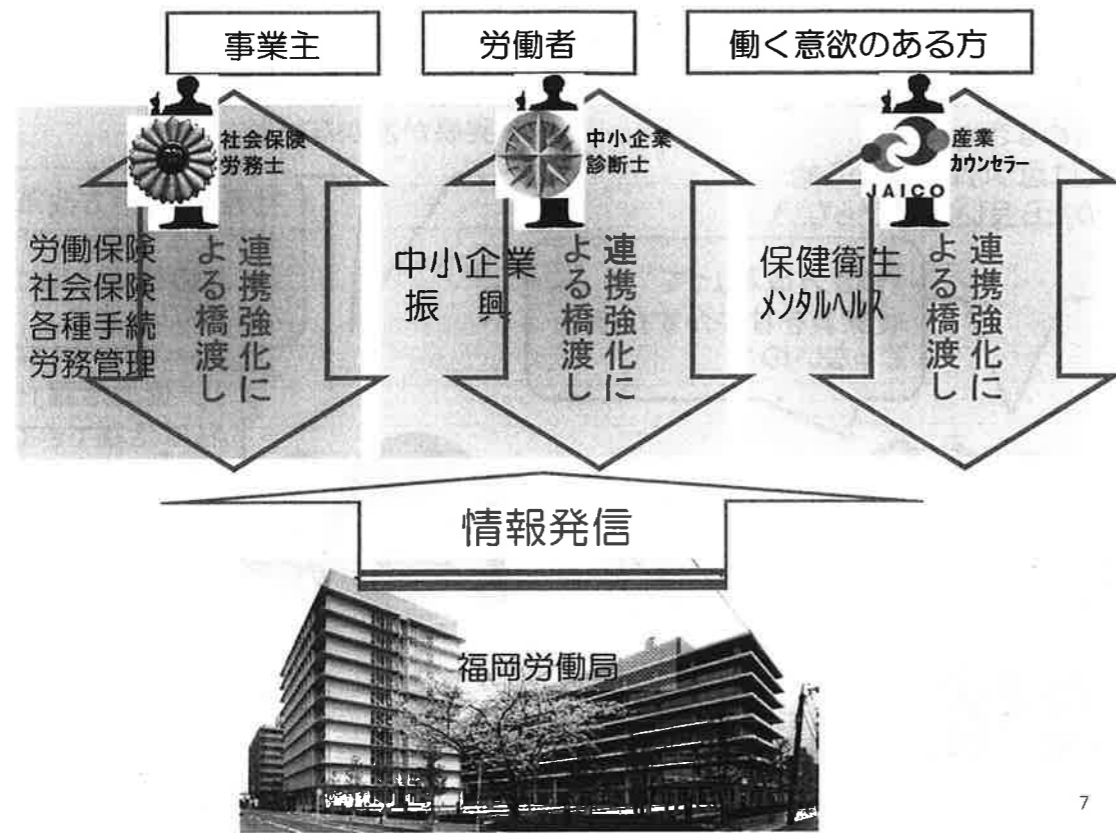 事業主
労働者
働く意欲のある方
社会保険
労務士
中小企業
診断士
産業
カウンセラー
JAICO
労働保険
社会保険
各種手続
労務管理
連携強化に
よる橋渡し
中小企業
振 興
連携強化に
よる橋渡し
保健衛生
メンタルヘルス
連携強化に
よる橋渡し
情報発信
福岡労働局
7